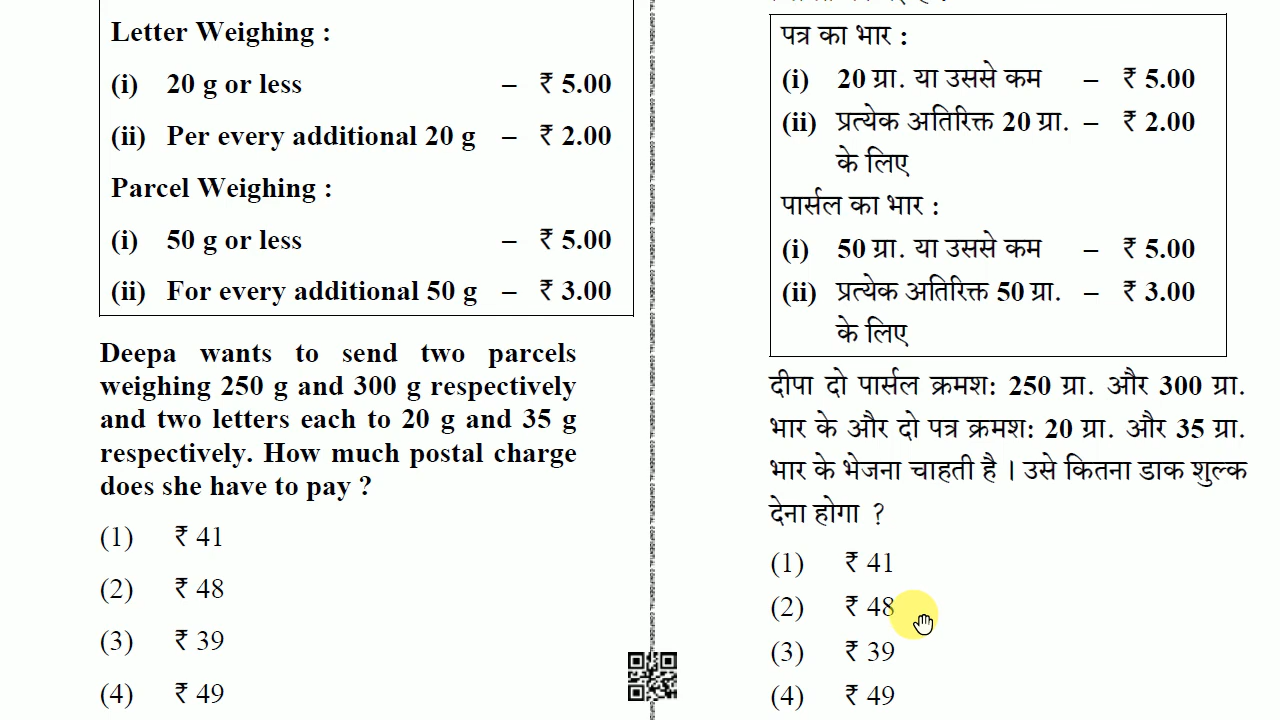 Letter Weighing :
(i) 20 g or less – ₹ 5.00
(ii) Per every additional 20 g – ₹ 2.00
Parcel Weighing :
(i) 50 g or less – ₹ 5.00
(ii) For every additional 50 g – ₹ 3.00
Deepa wants to send two parcels
weighing 250 g and 300 g respectively
and two letters each to 20 g and 35 g
respectively. How much postal charge
does she have to pay ?
(1) ₹ 41
(2) ₹ 48
(3) ₹ 39
(4) ₹ 49
पत्र का भार :
(i) 20 ग्रा. या उससे कम – ₹ 5.00
(ii) प्रत्येक अतिरिक्त 20 ग्रा. – ₹ 2.00
के लिए
पार्सल का भार :
(i) 50 ग्रा. या उससे कम – ₹ 5.00
(ii) प्रत्येक अतिरिक्त 50 ग्रा. – ₹ 3.00
के लिए
दीपा दो पार्सल क्रमश: 250 ग्रा. और 300 ग्रा.
भार के और दो पत्र क्रमश: 20 ग्रा. और 35 ग्रा.
भार के भेजना चाहती है । उसे कितना डाक शुल्क
देना होगा ?
(1) ₹ 41
(2) ₹ 48
(3) ₹ 39
(4) ₹ 49